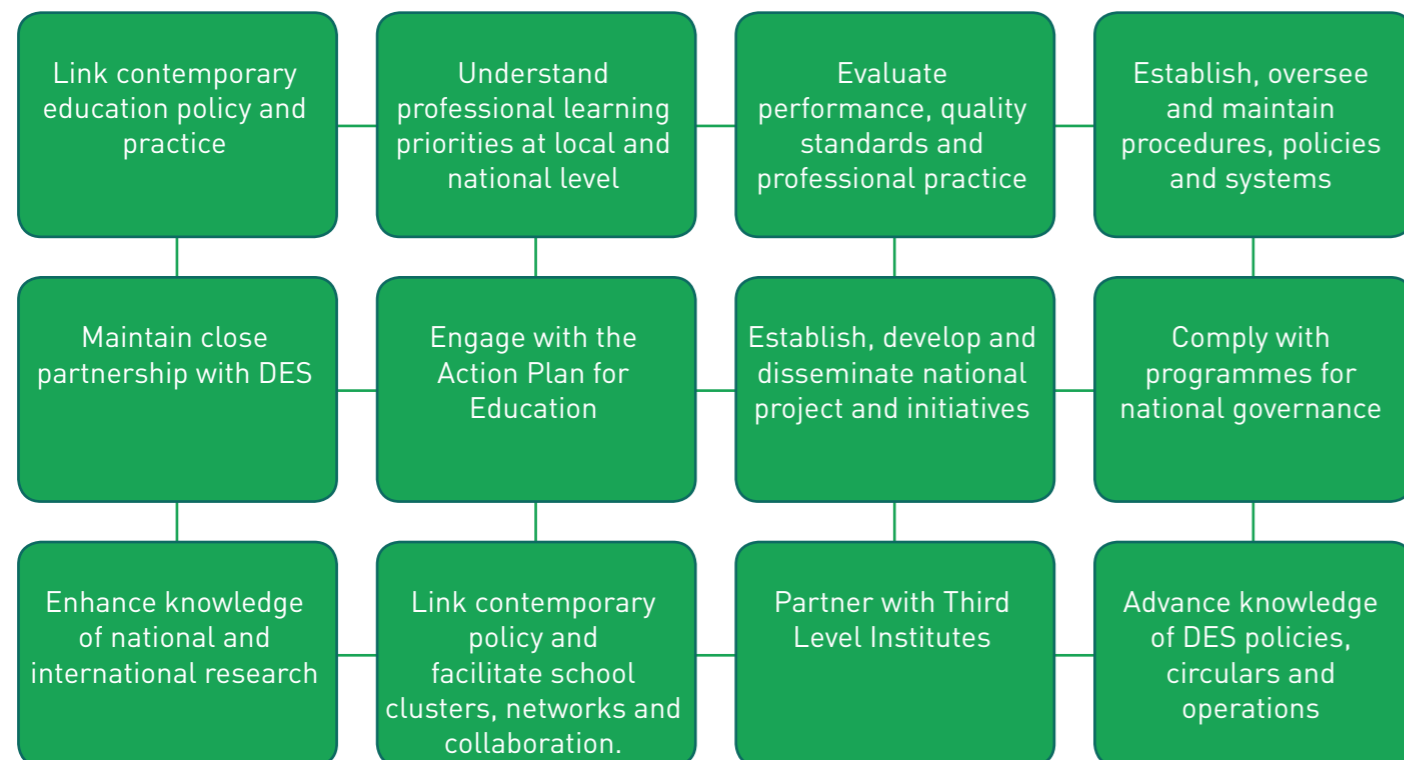 Link contemporary
education policy and
practice
Understand
professional learning
priorities at local and
national level
Evaluate
performance, quality
standards and
professional practice
Establish, oversee
and maintain
procedures, policies
and systems
Maintain close
partnership with DES
Engage with the
Action Plan for
Education
Establish, develop and
disseminate national
project and initiatives
Comply with
programmes for
national governance
Enhance knowledge
of national and
international research
Link contemporary
policy and
facilitate school
clusters, networks and
collaboration.
Partner with Third
Level Institutes
Advance knowledge
of DES policies,
circulars and
operations